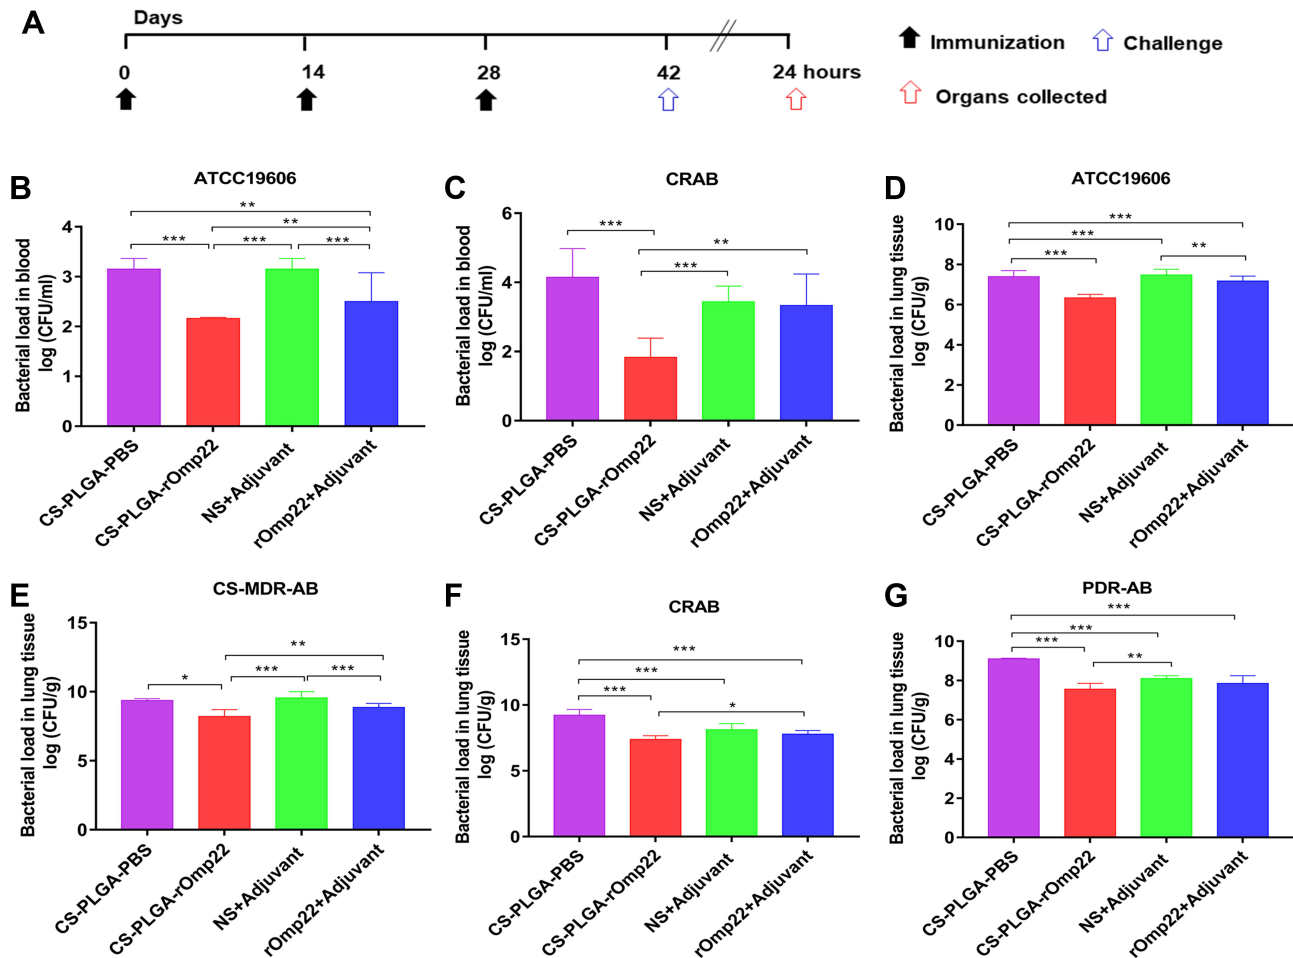 A
Days
0
14
28
42
24 hours
Immunization
Challenge
Organs collected
B
ATCC19606
Bacterial load in blood
log (CFU/ml)
4
3
2
1
0
**
**
***
***
***
CS-PLGA-PBS
CS-PLGA-rOmp22
NS+Adjuvant
rOmp22+Adjuvant
C
CRAB
Bacterial load in blood
log (CFU/ml)
6
4
2
0
***
**
***
CS-PLGA-PBS
CS-PLGA-rOmp22
NS+Adjuvant
rOmp22+Adjuvant
D
ATCC19606
Bacterial load in lung tissue
log (CFU/g)
10
8
6
4
2
0
***
***
***
**
CS-PLGA-PBS
CS-PLGA-rOmp22
NS+Adjuvant
rOmp22+Adjuvant
E
CS-MDR-AB
Bacterial load in lung tissue
log (CFU/g)
15
10
5
0
**
*
***
***
CS-PLGA-PBS
CS-PLGA-rOmp22
NS+Adjuvant
rOmp22+Adjuvant
F
CRAB
Bacterial load in lung tissue
log (CFU/g)
15
10
5
0
***
***
***
*
CS-PLGA-PBS
CS-PLGA-rOmp22
NS+Adjuvant
rOmp22+Adjuvant
G
PDR-AB
Bacterial load in lung tissue
log (CFU/g)
10
8
6
4
2
0
***
***
***
**
CS-PLGA-PBS
CS-PLGA-rOmp22
NS+Adjuvant
rOmp22+Adjuvant